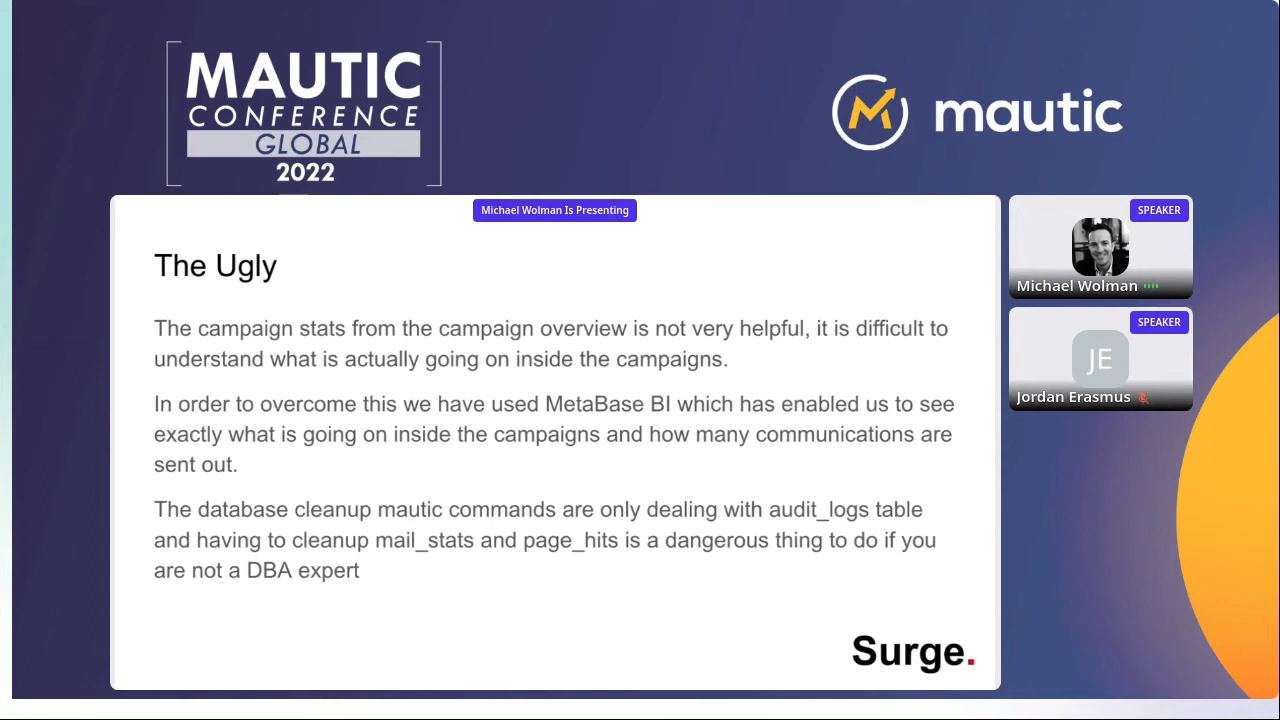 MAUTIC
CONFERENCE
GLOBAL
2022
mautic
Michael Wolman Is Presenting
The Ugly
The campaign stats from the campaign overview is not very helpful, it is difficult to
understand what is actually going on inside the campaigns.
In order to overcome this we have used MetaBase BI which has enabled us to see
exactly what is going on inside the campaigns and how many communications are
sent out.
The database cleanup mautic commands are only dealing with audit_logs table
and having to cleanup mail_stats and page_hits is a dangerous thing to do if you
are not a DBA expert
Surge.
SPEAKER
Michael Wolman
SPEAKER
JE
Jordan Erasmus